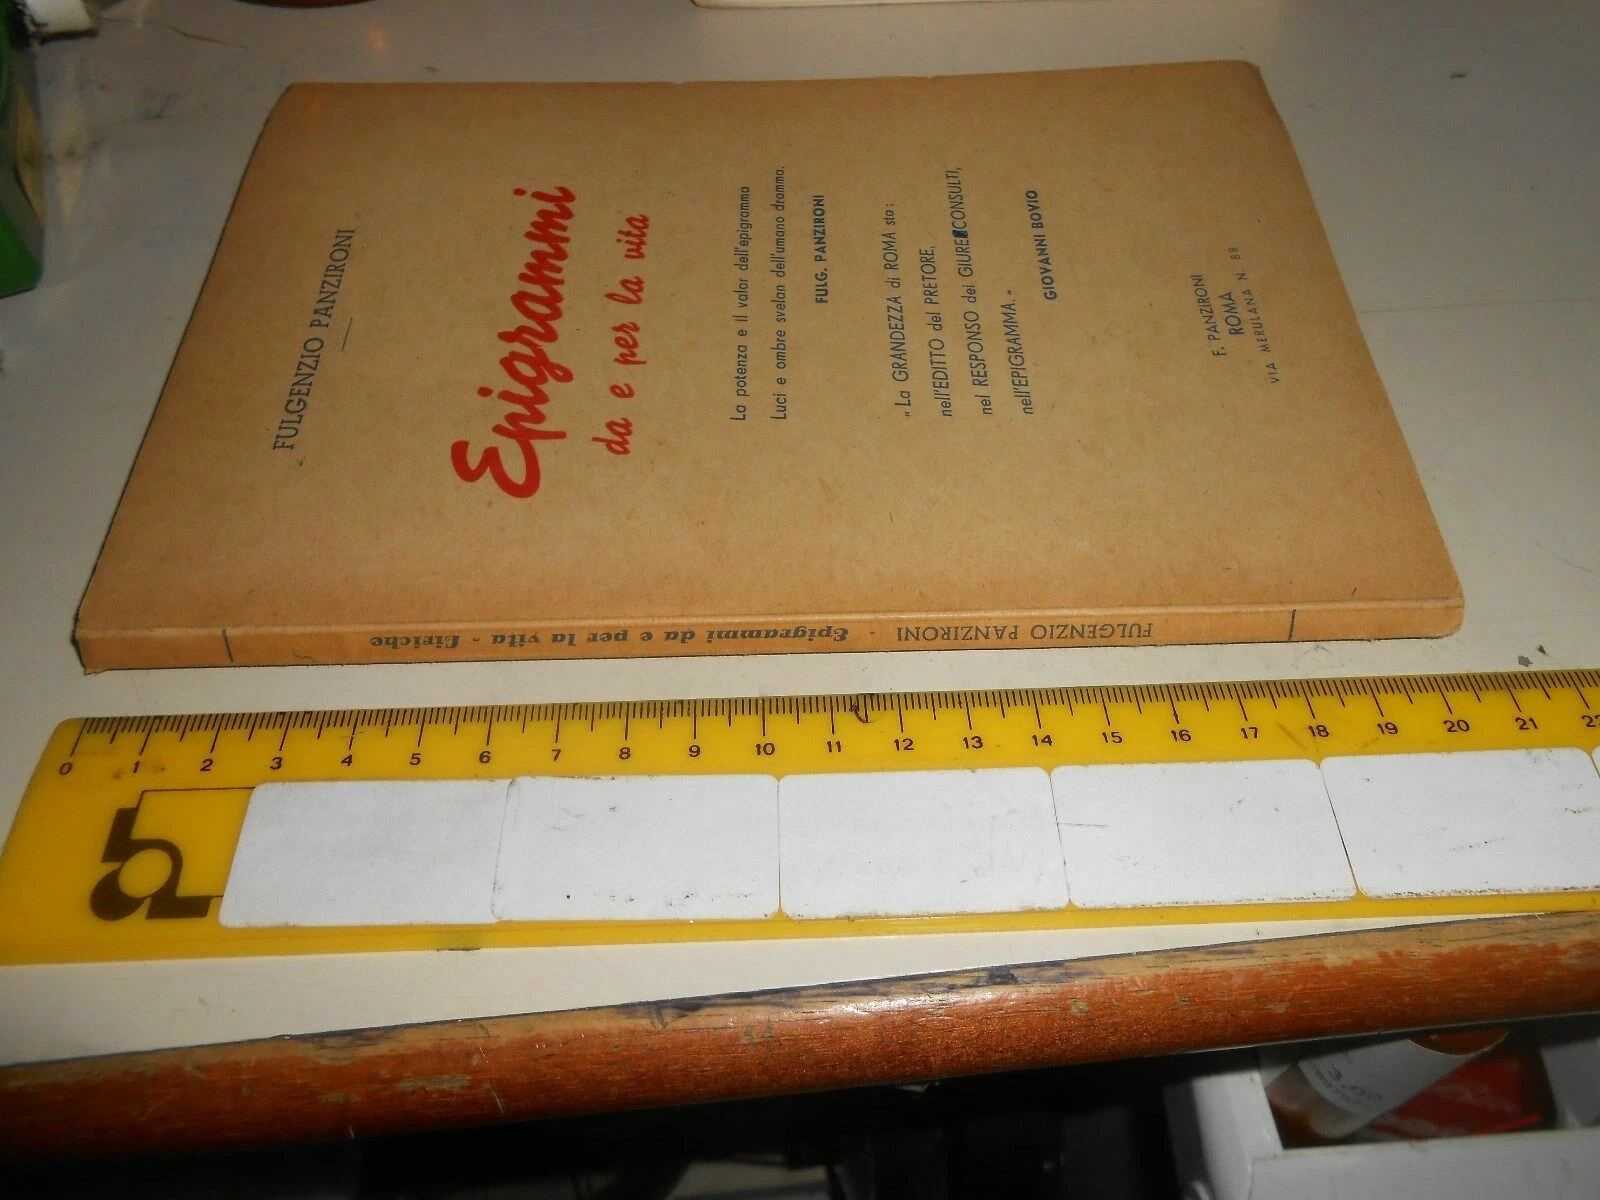 FULGENZIO PANZIRONI
Epigrammi
da e per la vita
La potenza e il valor dell'epigramma
Luci e ombre svelan dell'umano dramma.
FULG. PANZIRONI
« La GRANDEZZA di ROMA sta:
nell'EDITTO del PRETORE,
nel RESPONSO dei GIURECONSULTI,
nell'EPIGRAMMA. »
GIOVANNI BOVIO
F. PANZIRONI
ROMA
VIA MERULANA N. 88
FULGENZIO PANZIRONI - Epigrammi da e per la vita - Liriche
0 1 2 3 4 5 6 7 8 9 10 11 12 13 14 15 16 17 18 19 20 21 22